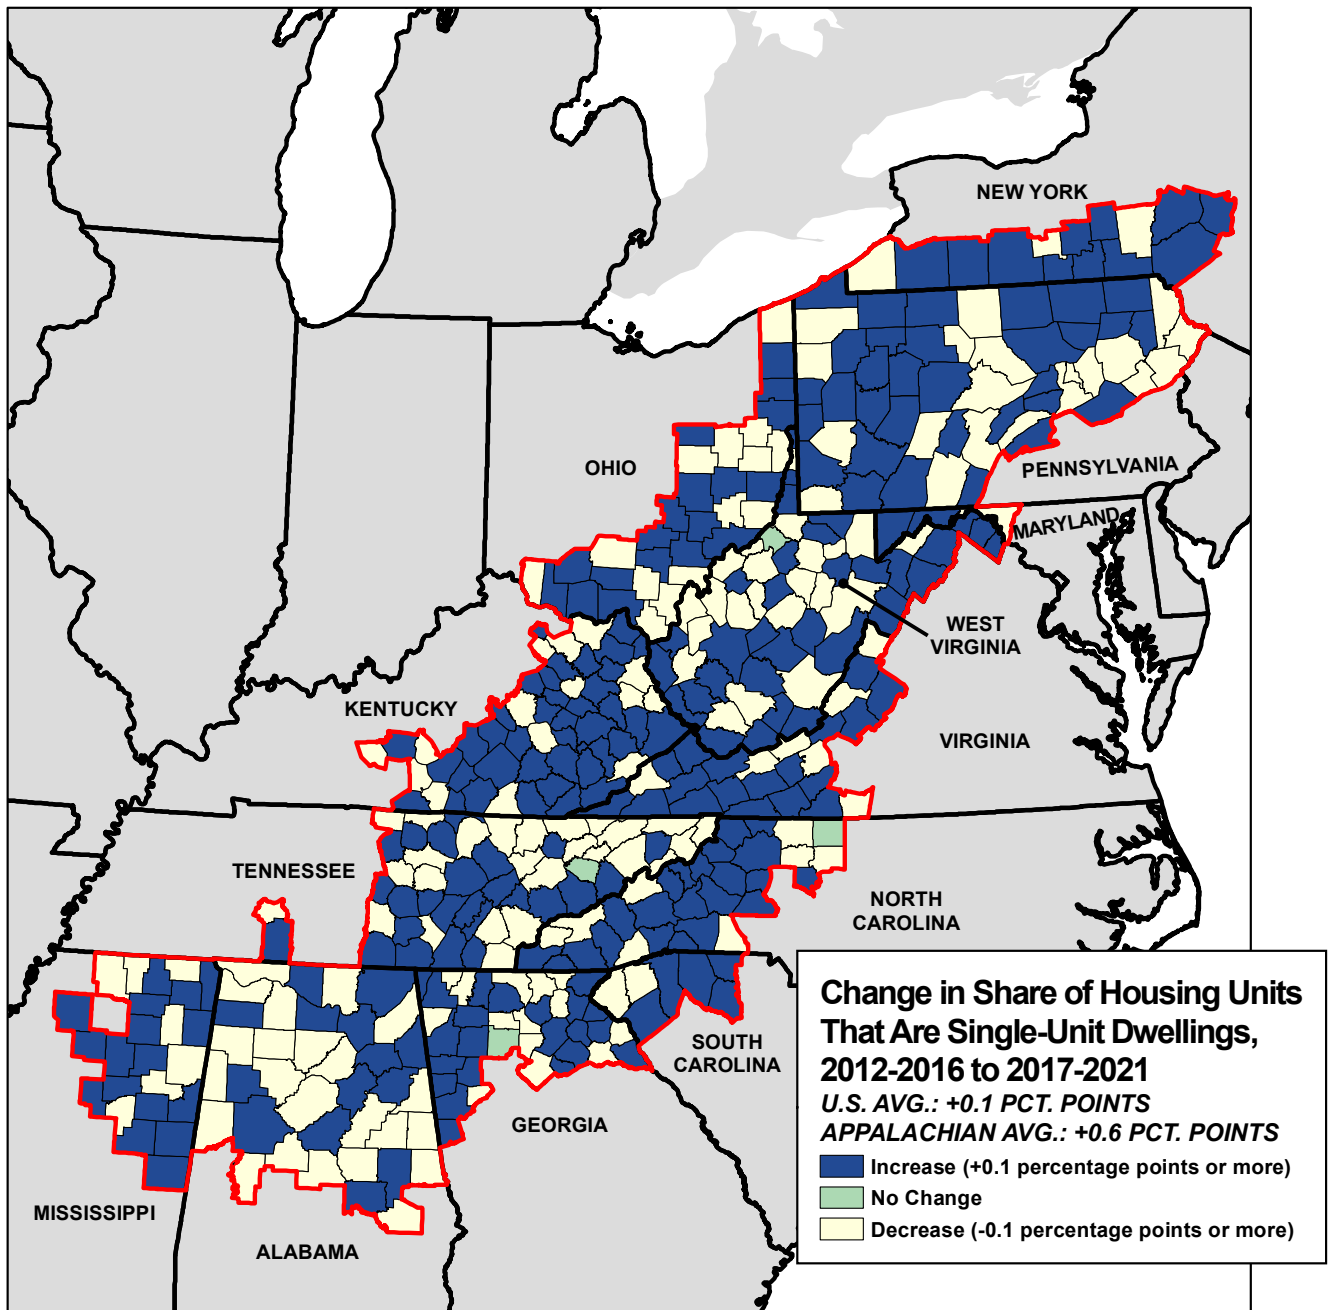 NEW YORK
OHIO
PENNSYLVANIA
MARYLAND
WEST
VIRGINIA
KENTUCKY
VIRGINIA
TENNESSEE
NORTH
CAROLINA
SOUTH
CAROLINA
GEORGIA
MISSISSIPPI
ALABAMA
Change in Share of Housing Units
That Are Single-Unit Dwellings,
2012-2016 to 2017-2021
U.S. AVG.: +0.1 PCT. POINTS
APPALACHIAN AVG.: +0.6 PCT. POINTS
Increase (+0.1 percentage points or more)
No Change
Decrease (-0.1 percentage points or more)